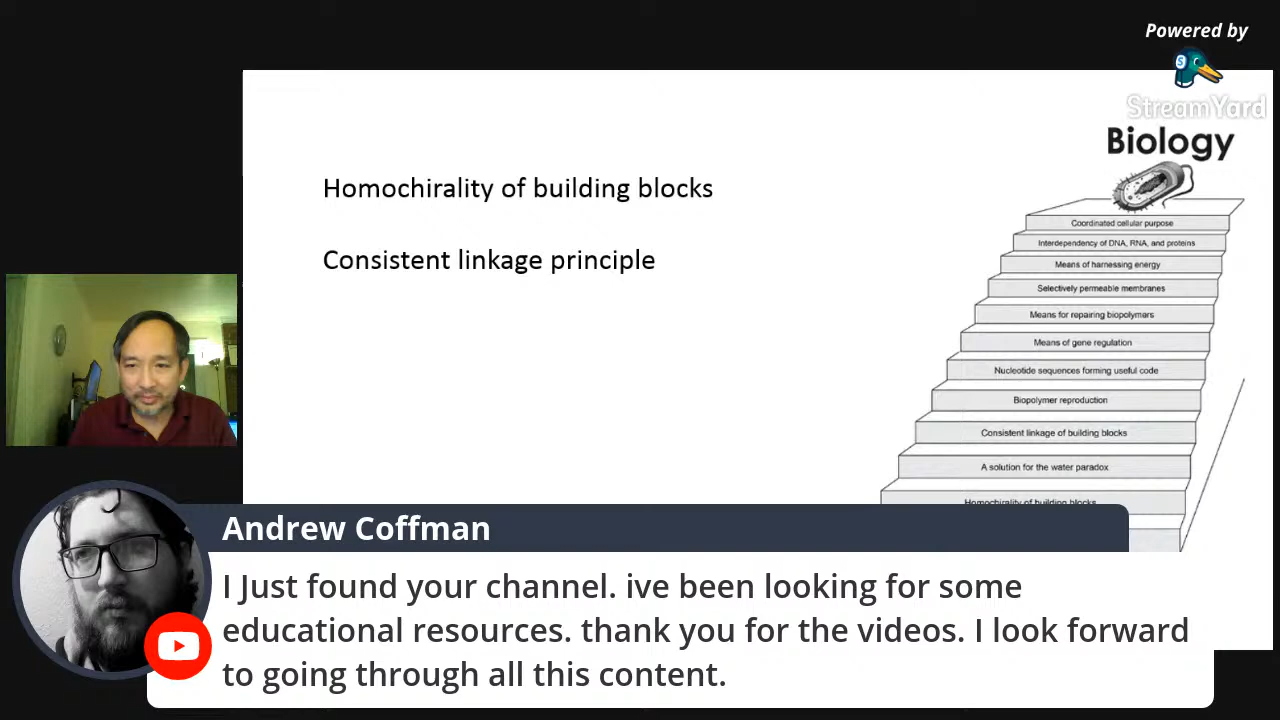 Powered by
StreamYard
Biology
Homochirality of building blocks
Consistent linkage principle
Coordinated cellular purpose
Interdependency of DNA, RNA, and proteins
Means of harnessing energy
Selectively permeable membranes
Means for repairing biopolymers
Means of gene regulation
Nucleotide sequences forming useful code
Biopolymer reproduction
Consistent linkage of building blocks
A solution for the water paradox
Homochirality of building blocks
Andrew Coffman
I Just found your channel. ive been looking for some
educational resources. thank you for the videos. I look forward
to going through all this content.